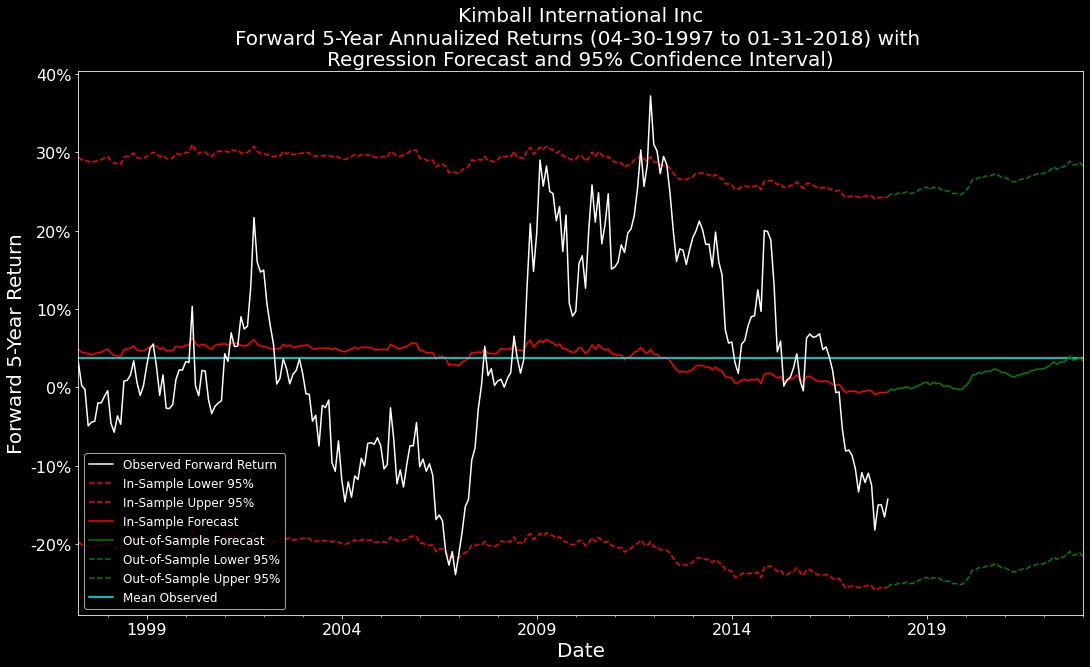 Kimball International Inc
Forward 5-Year Annualized Returns (04-30-1997 to 01-31-2018) with
Regression Forecast and 95% Confidence Interval)
Forward 5-Year Return
40%
30%
20%
10%
0%
-10%
-20%
Observed Forward Return
In-Sample Lower 95%
In-Sample Upper 95%
In-Sample Forecast
Out-of-Sample Forecast
Out-of-Sample Lower 95%
Out-of-Sample Upper 95%
Mean Observed
1999 2004 2009 2014 2019
Date